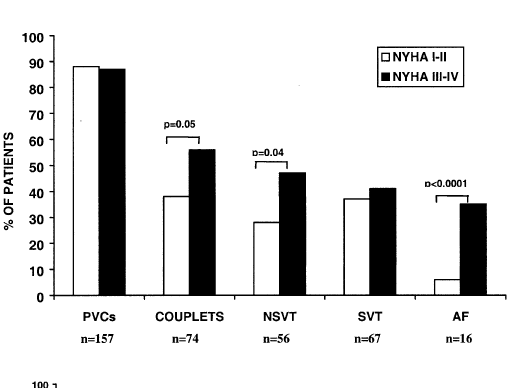 100
90
80
70
60
50
40
30
20
10
0
% OF PATIENTS
NYHA I-II
NYHA III-IV
p=0.05
p=0.04
p<0.0001
PVCs COUPLETS NSVT SVT AF
n=157 n=74 n=56 n=67 n=16
100